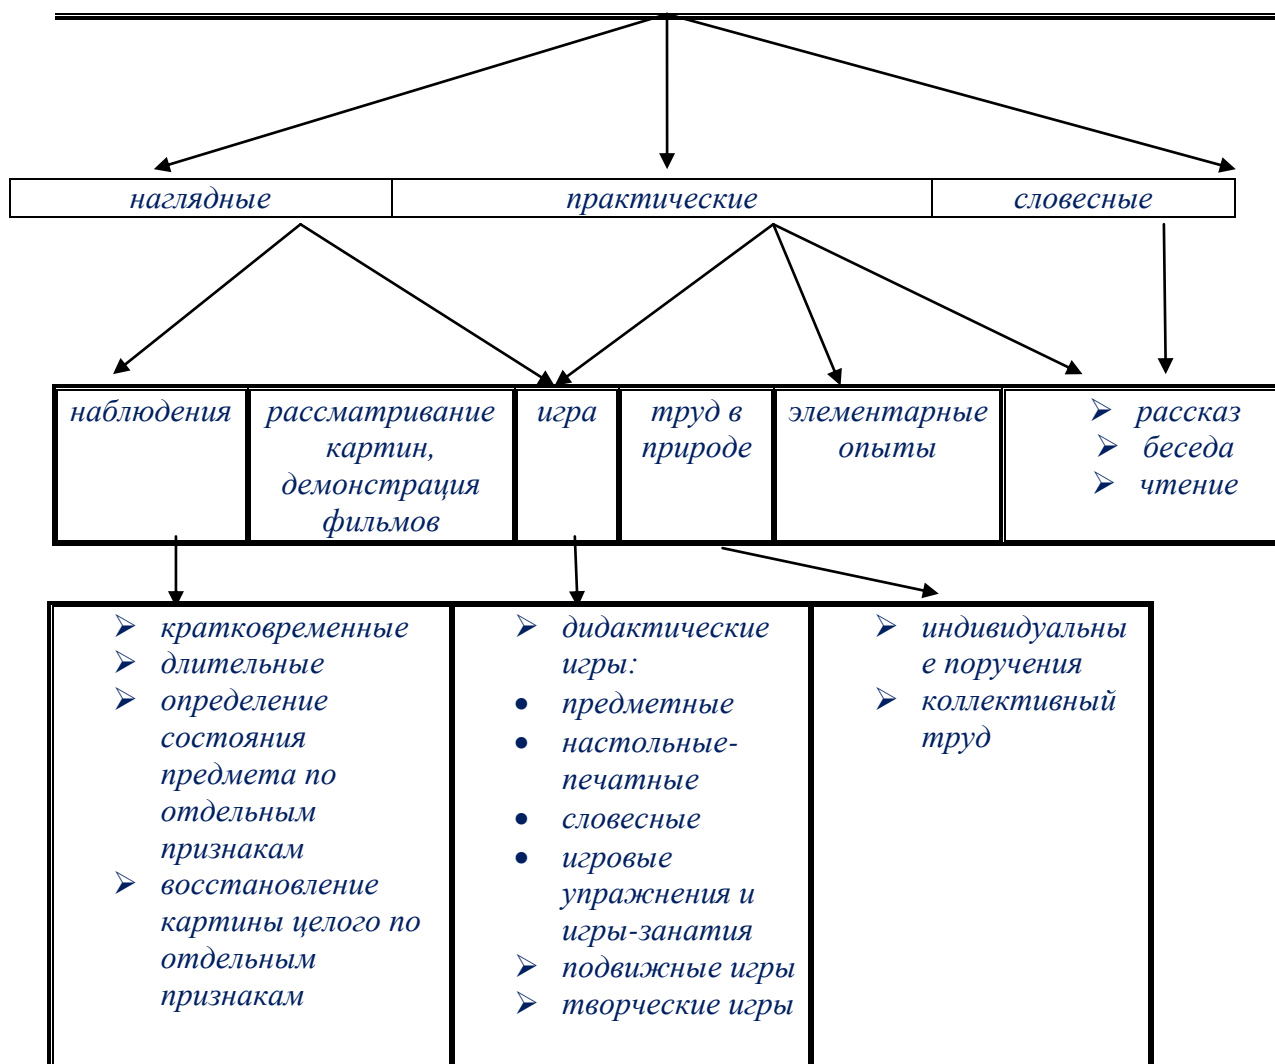 наглядные
практические
словесные
наблюдения
рассматривание
картин,
демонстрация
фильмов
игра
труд в
природе
элементарные
опыты
➢ рассказ
➢ беседа
➢ чтение
➢ кратковременные
➢ длительные
➢ определение
состояния
предмета по
отдельным
признакам
➢ восстановление
картины целого по
отдельным
признакам
➢ дидактические
игры:
• предметные
• настольные-
печатные
• словесные
• игровые
упражнения и
игры-занатия
➢ подвижные игры
➢ творческие игры
➢ индивидуальны
е поручения
➢ коллективный
труд